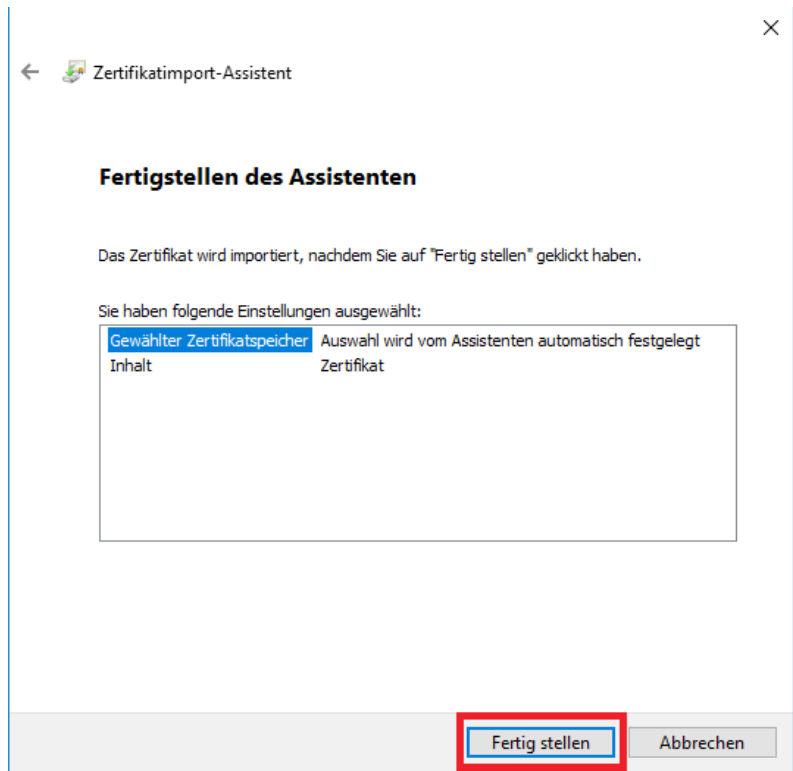 Zertifikatimport-Assistent
Fertigstellen des Assistenten
Das Zertifikat wird importiert, nachdem Sie auf "Fertig stellen" geklickt haben.
Sie haben folgende Einstellungen ausgewählt:
Gewählter Zertifikatspeicher Auswahl wird vom Assistenten automatisch festgelegt
Inhalt Zertifikat
Fertig stellen Abbrechen